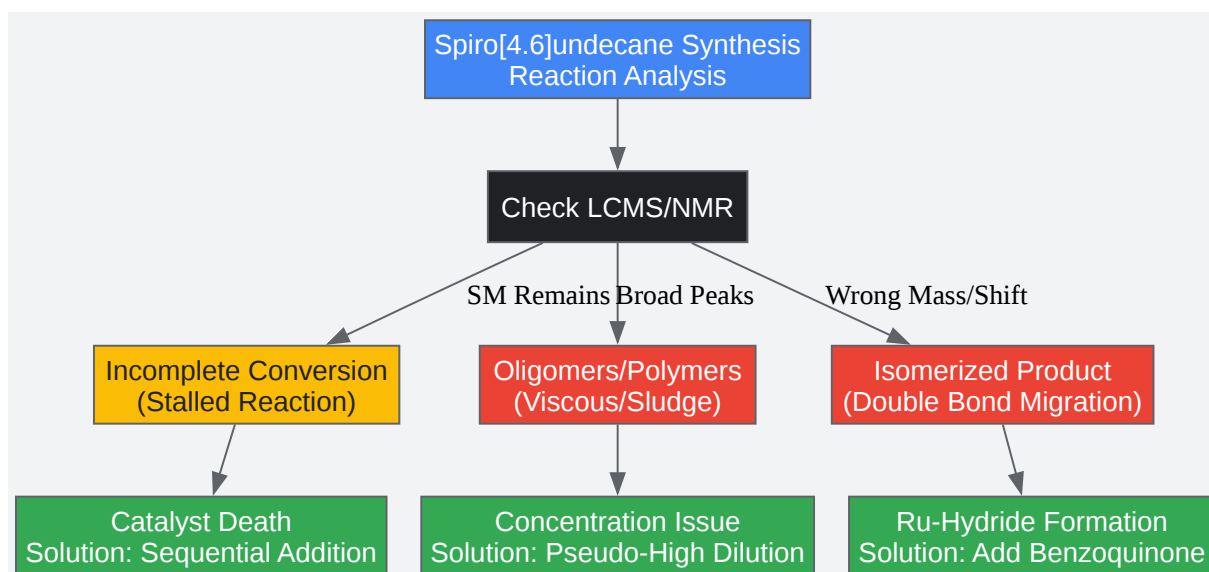 Spiro[4.6]undecane Synthesis
Reaction Analysis
Check LCMS/NMR
SM Remains
Broad Peaks
Wrong Mass/Shift
Incomplete Conversion
(Stalled Reaction)
Oligomers/Polymers
(Viscous/Sludge)
Isomerized Product
(Double Bond Migration)
Catalyst Death
Solution: Sequential Addition
Concentration Issue
Solution: Pseudo-High Dilution
Ru-Hydride Formation
Solution: Add Benzoquinone